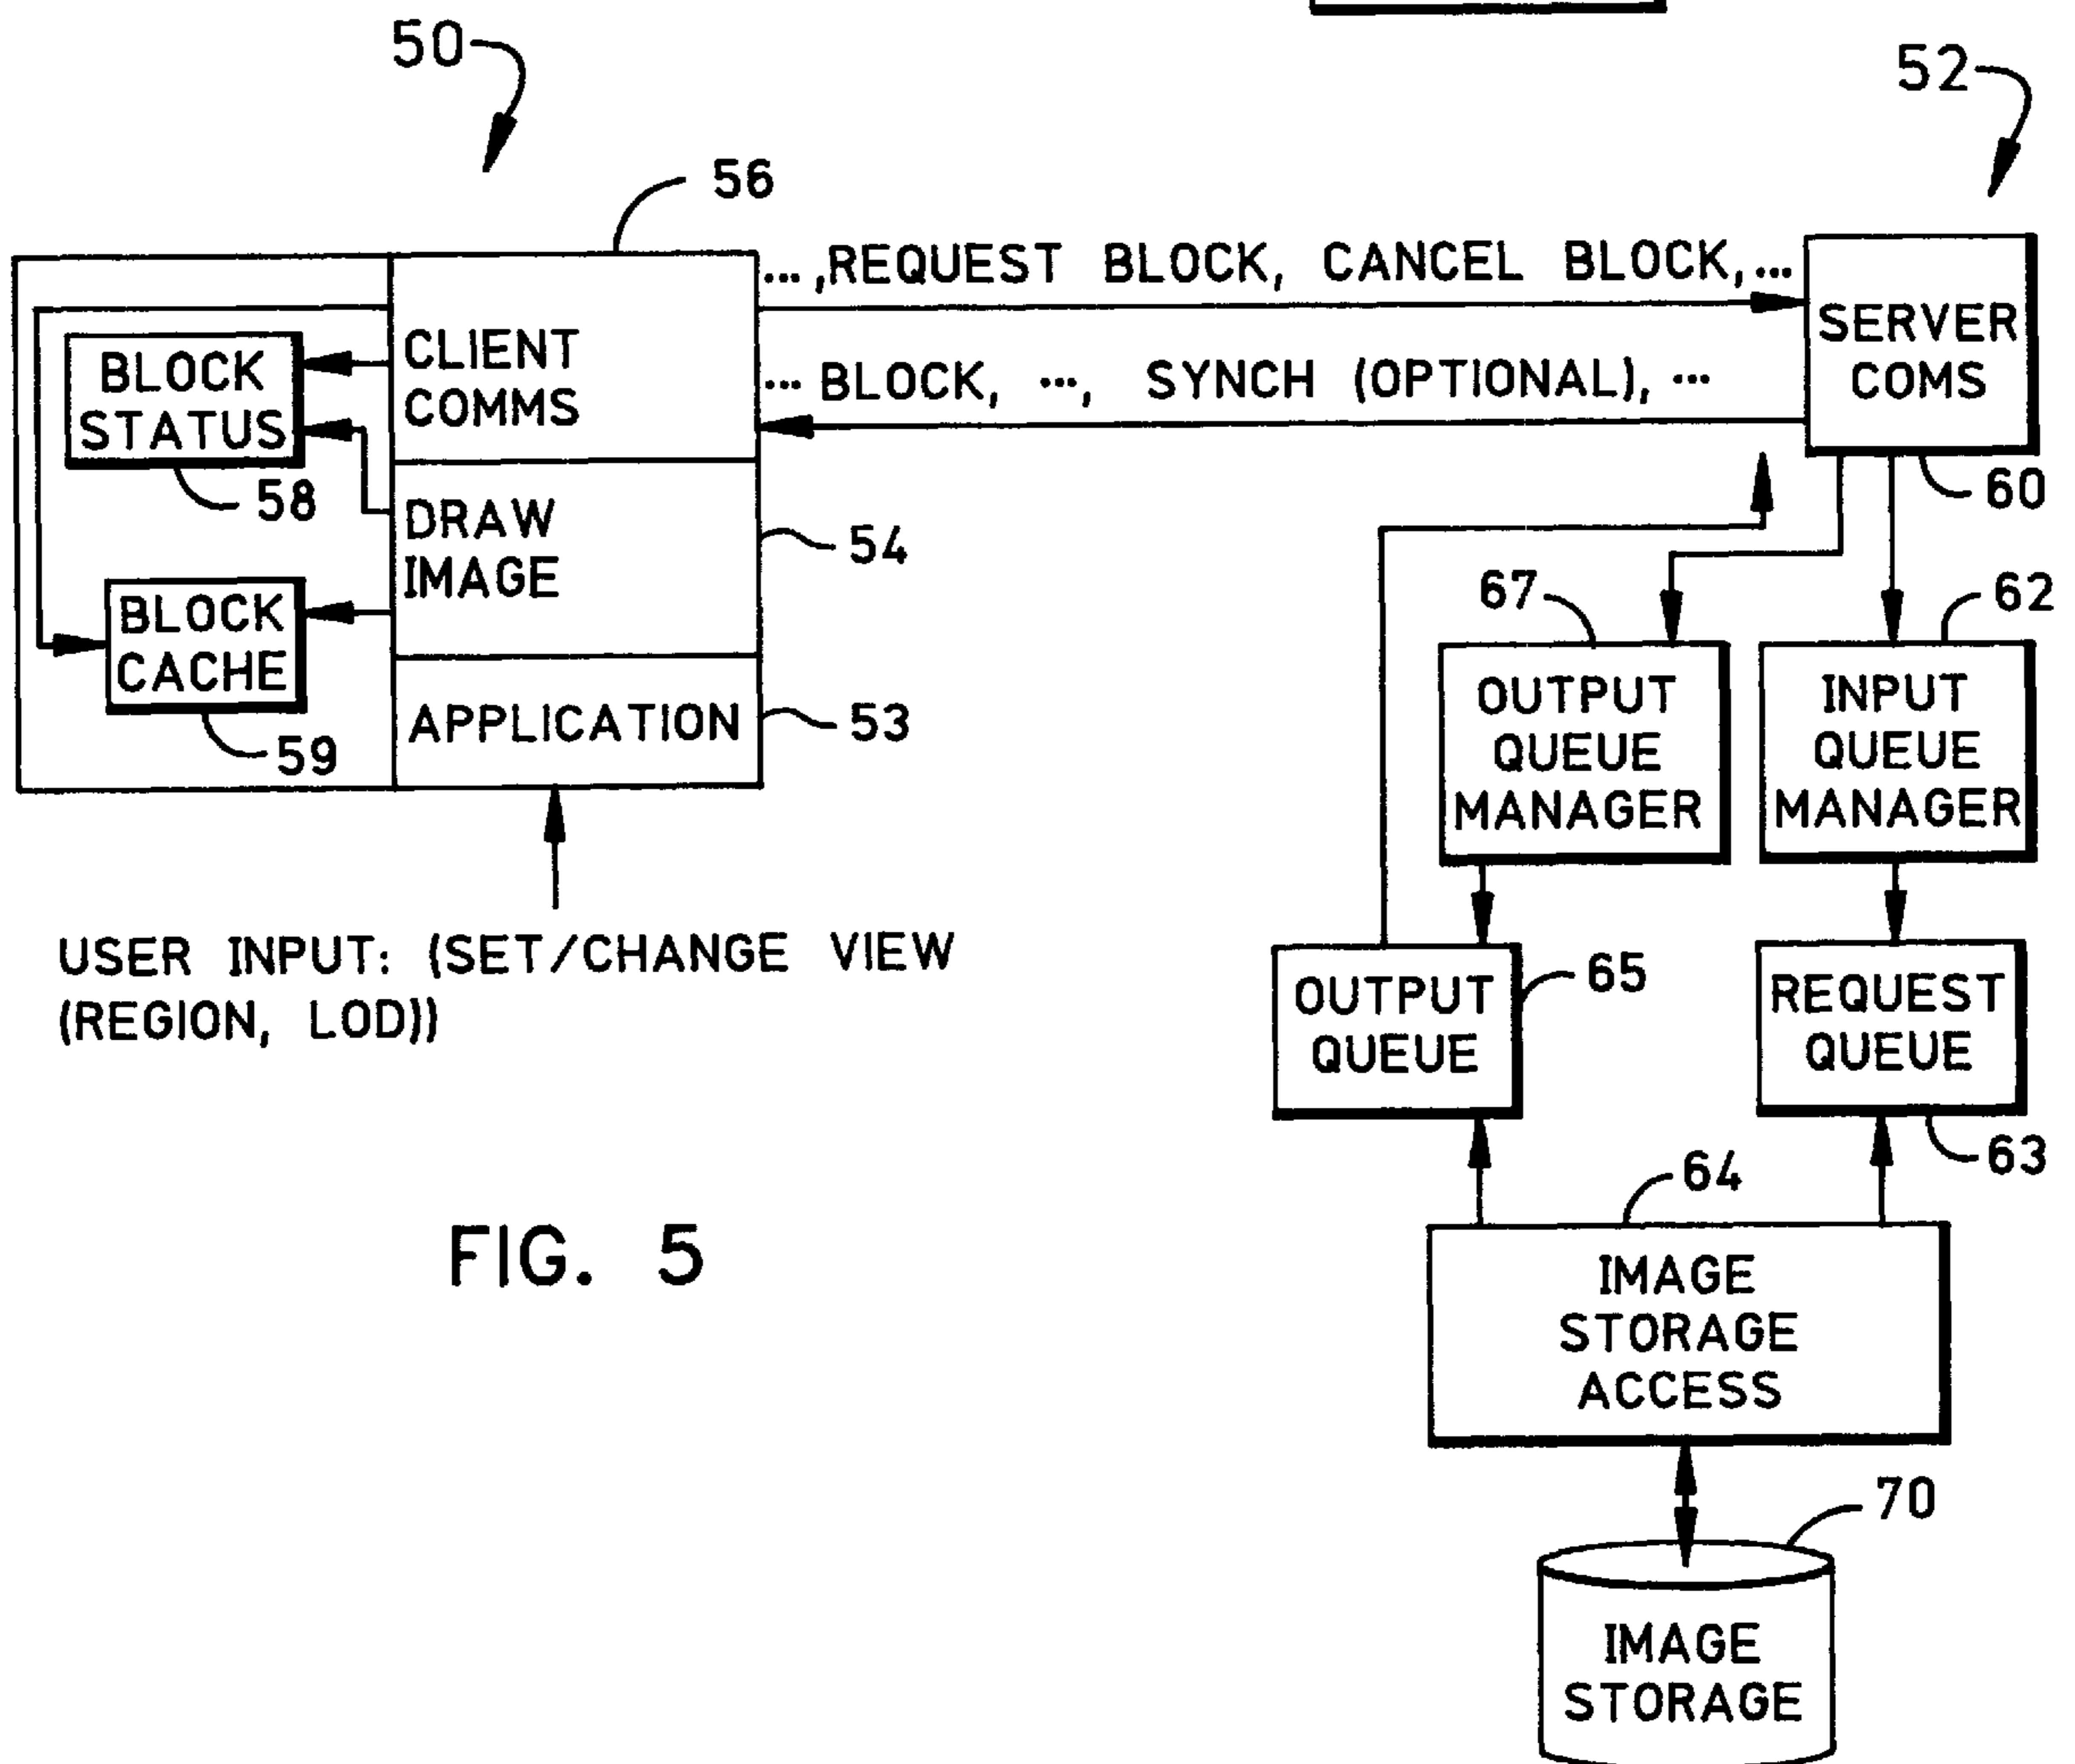 50
52
56
...,REQUEST BLOCK, CANCEL BLOCK,...
SERVER
COMS
CLIENT
COMMS
BLOCK
STATUS
... BLOCK, ..., SYNCH (OPTIONAL), ...
58
60
DRAW
IMAGE
54
67
62
BLOCK
CACHE
59
APPLICATION
53
OUTPUT
QUEUE
MANAGER
INPUT
QUEUE
MANAGER
USER INPUT: (SET/CHANGE VIEW
(REGION, LOD))
OUTPUT
QUEUE
65
REQUEST
QUEUE
63
64
FIG. 5
IMAGE
STORAGE
ACCESS
70
IMAGE
STORAGE